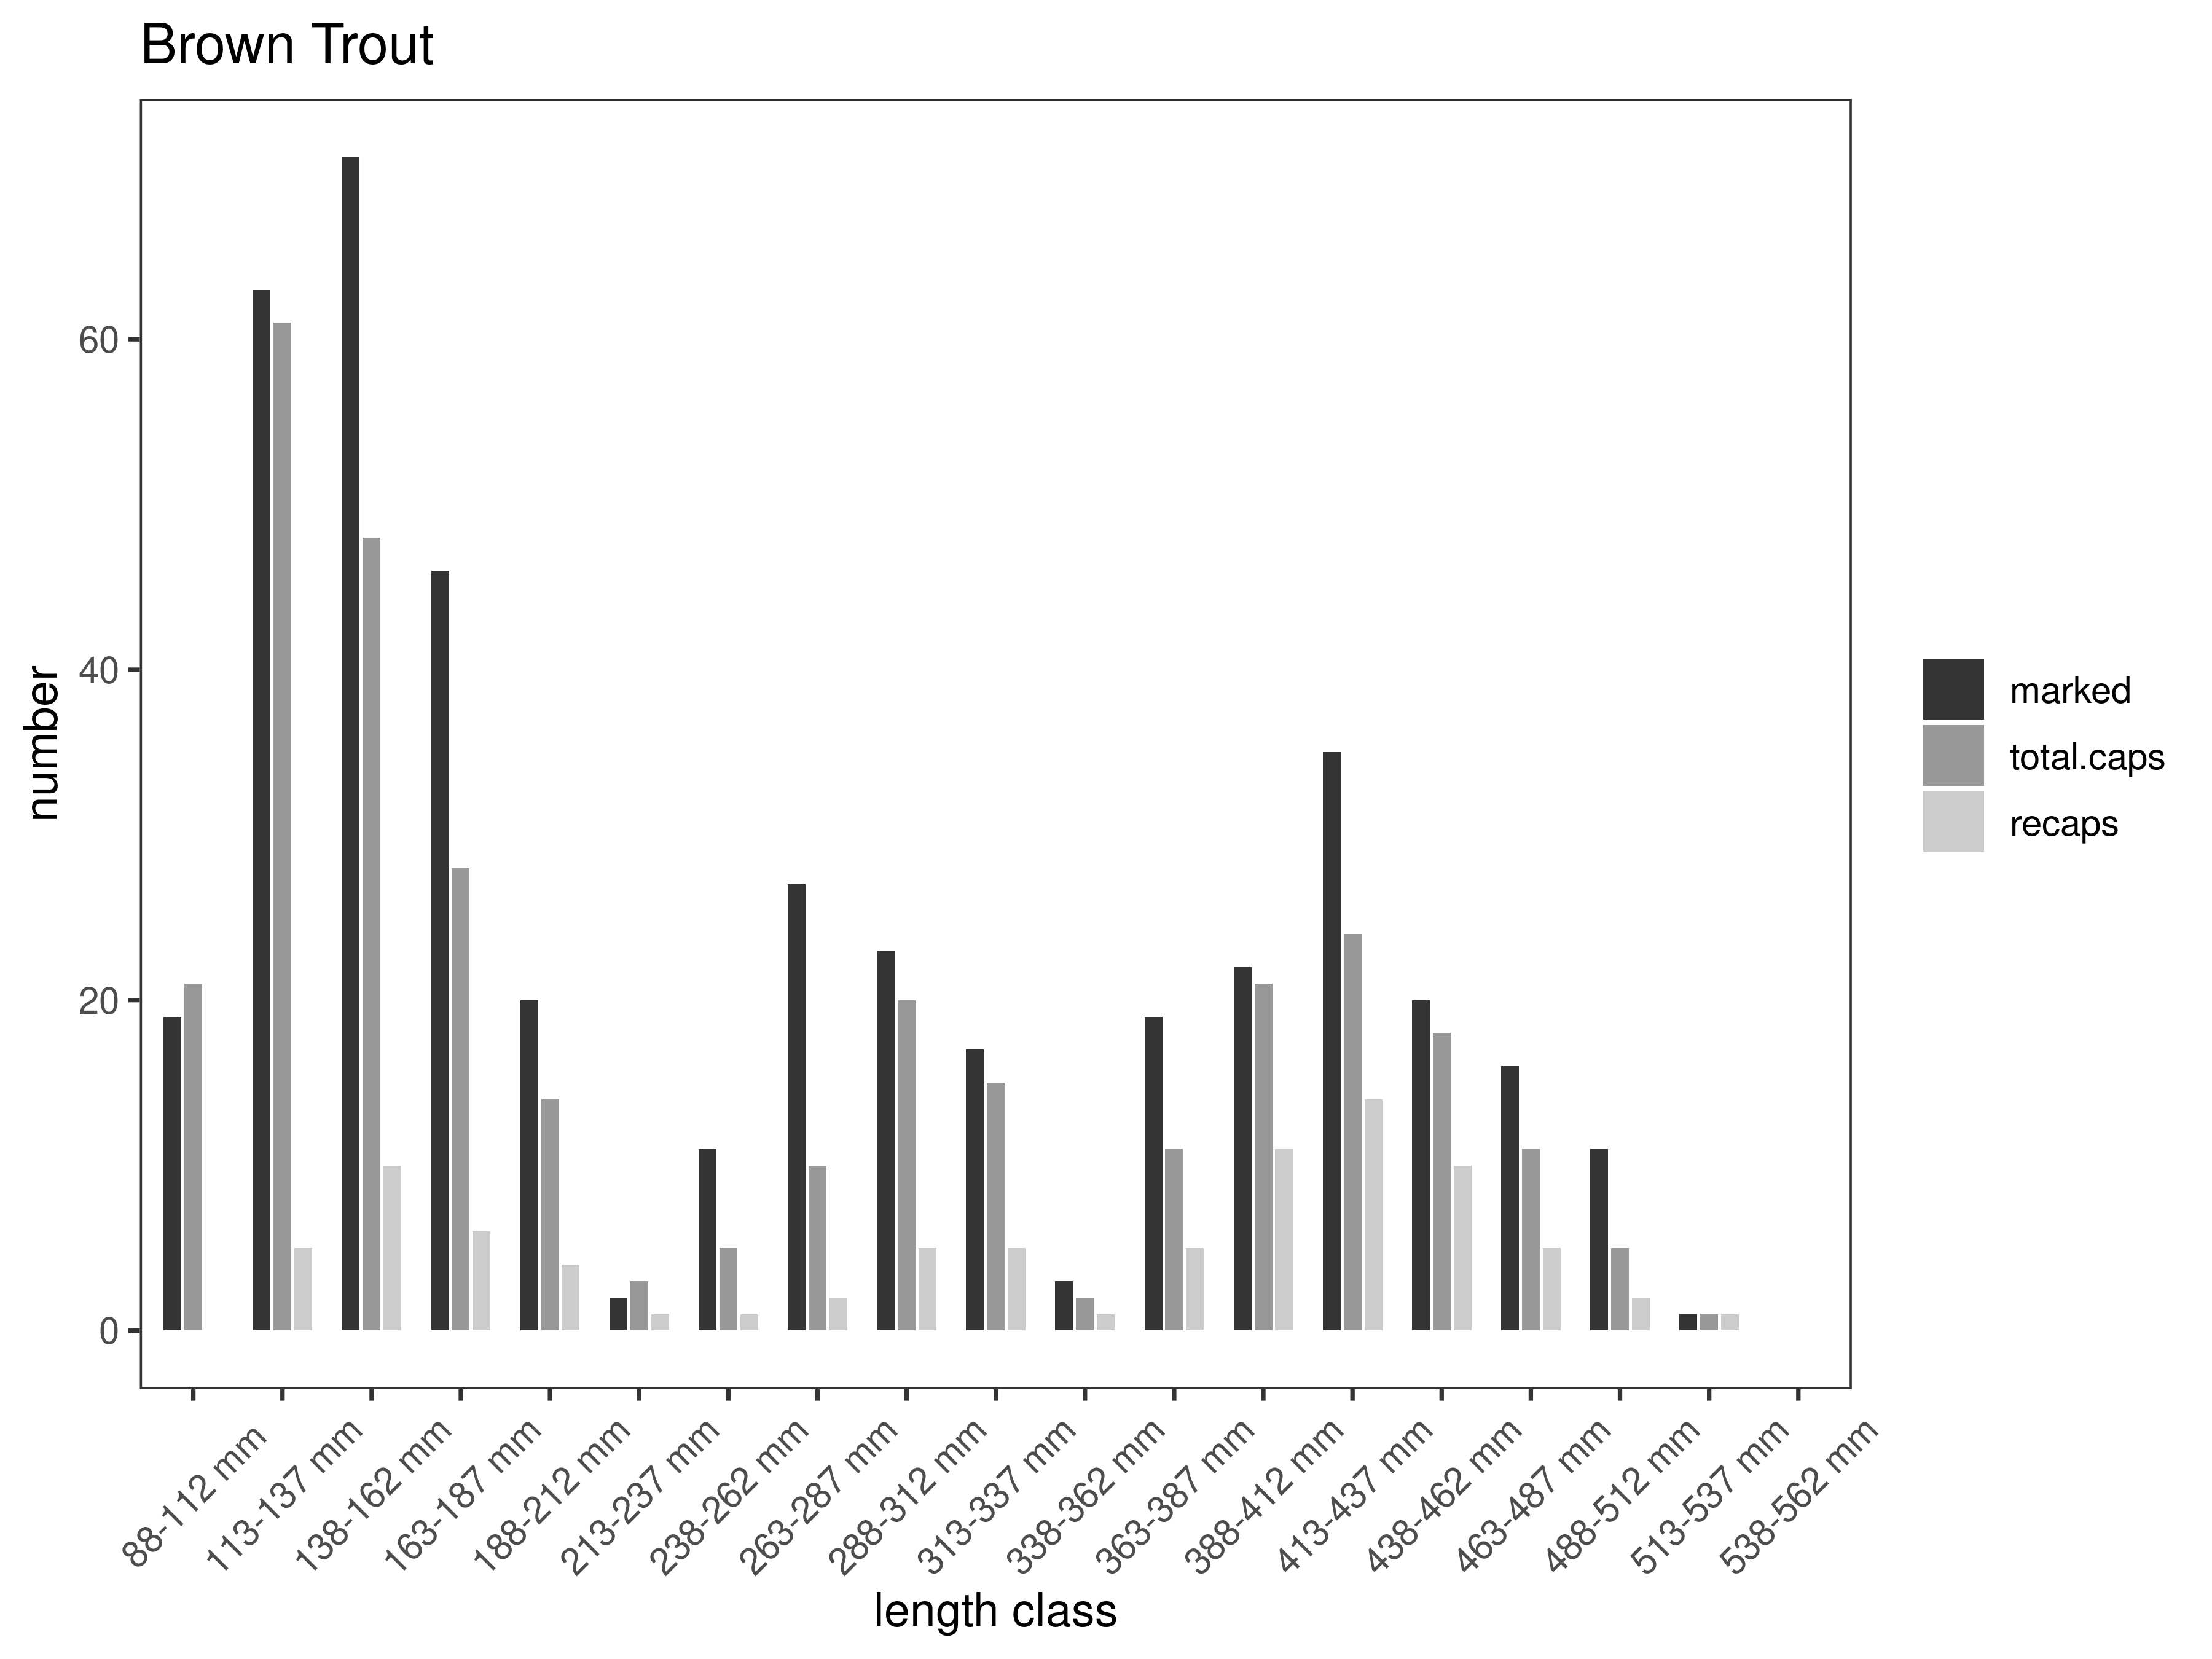 Brown Trout
number
60
40
20
0
88-112 mm
113-137 mm
138-162 mm
163-187 mm
188-212 mm
213-237 mm
238-262 mm
263-287 mm
288-312 mm
313-337 mm
338-362 mm
363-387 mm
388-412 mm
413-437 mm
438-462 mm
463-487 mm
488-512 mm
513-537 mm
538-562 mm
length class
marked
total.caps
recaps